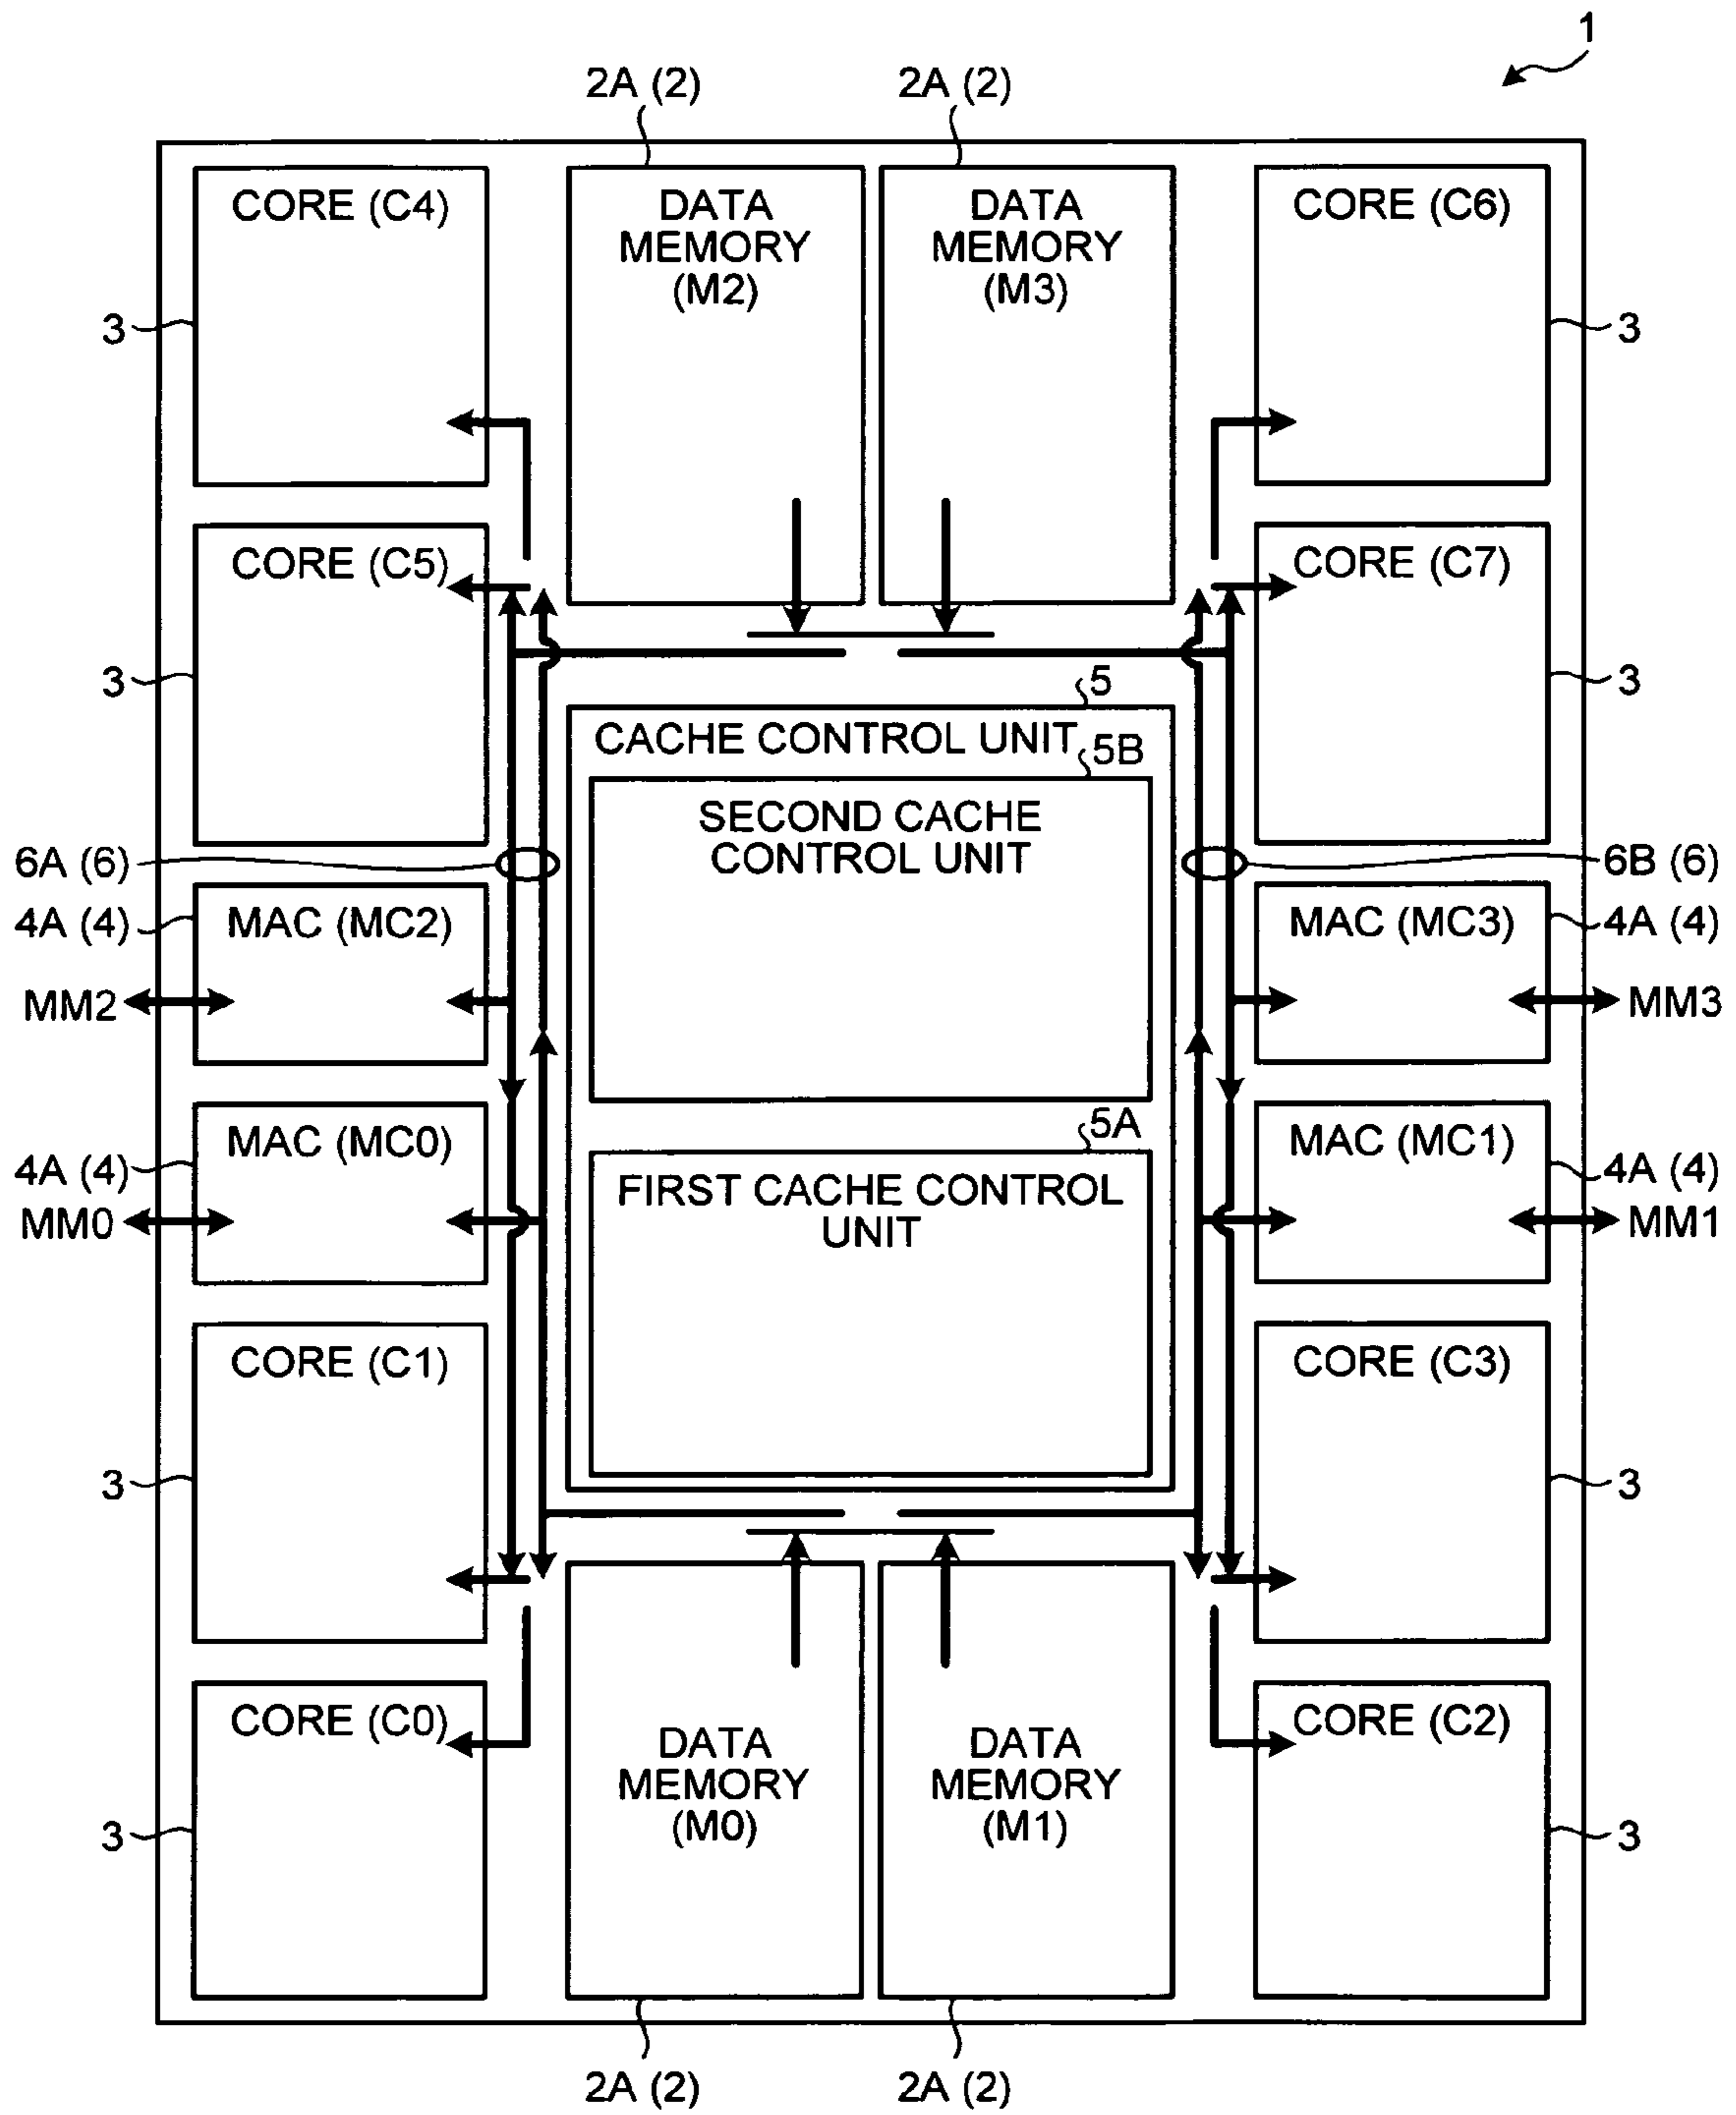 1
2A (2) 2A (2)
CORE (C4) DATA MEMORY (M2) DATA MEMORY (M3) CORE (C6)
3 3
CORE (C5) CORE (C7)
3 3
5
CACHE CONTROL UNIT
5B
SECOND CACHE
CONTROL UNIT
6A (6) 6B (6)
4A (4) MAC (MC2) MAC (MC3) 4A (4)
MM2 MM3
5A
4A (4) MAC (MC0) MAC (MC1) 4A (4)
FIRST CACHE CONTROL
UNIT
MM0 MM1
CORE (C1) CORE (C3)
3 3
CORE (C0) CORE (C2)
DATA MEMORY (M0) DATA MEMORY (M1)
3 3
2A (2) 2A (2)